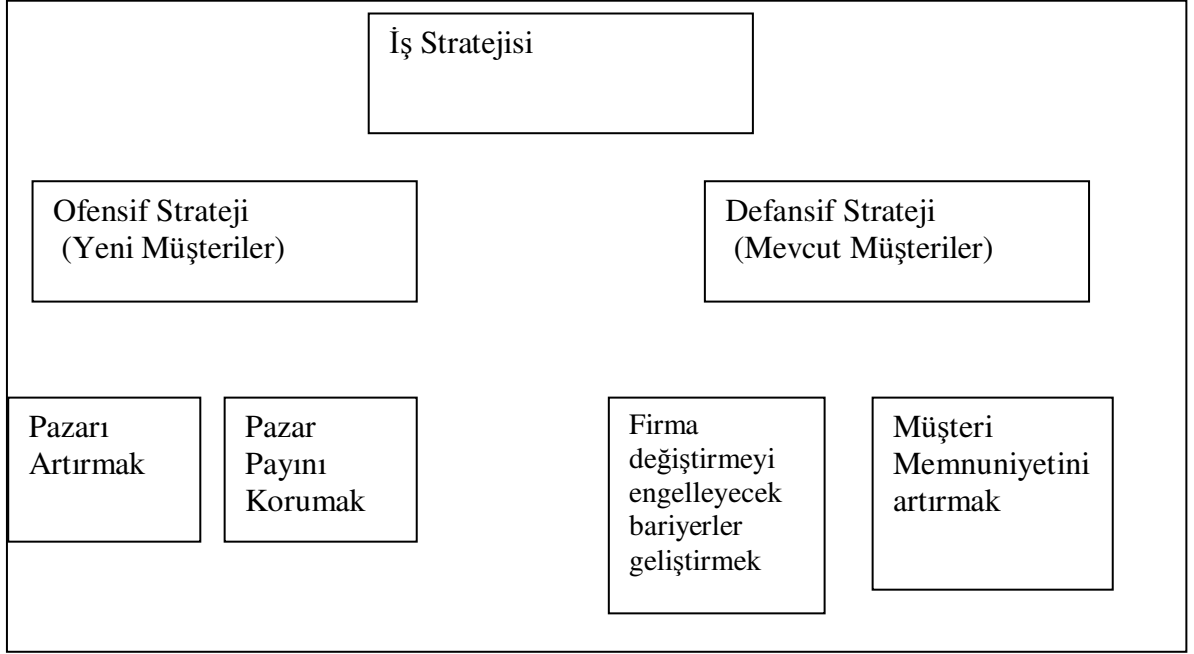 İş Stratejisi
Ofensif Strateji
(Yeni Müşteriler)
Defansif Strateji
(Mevcut Müşteriler)
Pazarı
Artırmak
Pazar
Payını
Korumak
Firma
değiştirmeyi
engelleyecek
bariyerler
geliştirmek
Müşteri
Memnuniyetini
artırmak